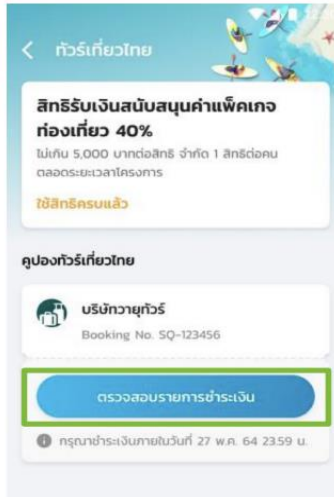 ทัวร์เที่ยวไทย
สิทธิรับเงินสนับสนุนค่าแพ็คเกจ
ท่องเที่ยว 40%
ไม่เกิน 5,000 บาทต่อสิทธิ จำกัด 1 สิทธิต่อคน
ตลอดระยะเวลาโครงการ
ใช้สิทธิครบแล้ว
คูปองทัวร์เที่ยวไทย
บริษัทวายุทัวร์
Booking No. SQ-123456
ตรวจสอบรายการชำระเงิน
กรุณาชำระเงินภายในวันที่ 27 พ.ค. 64 23.59 น.